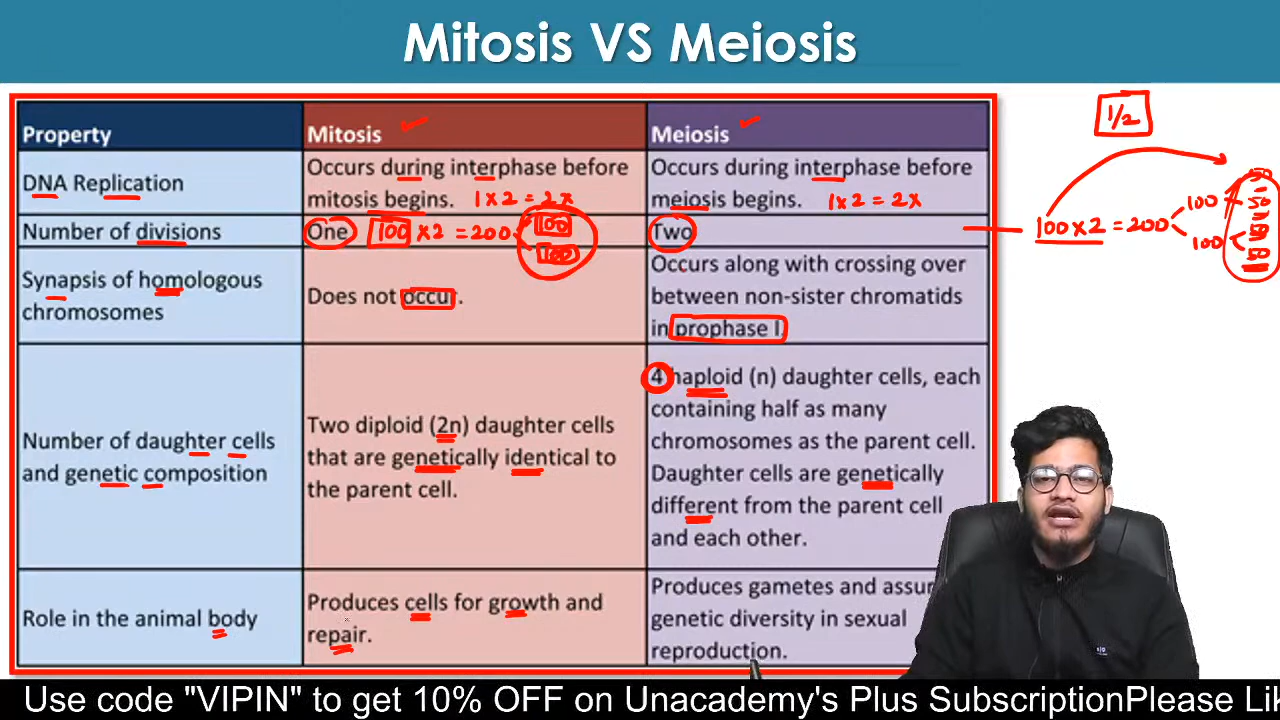 Mitosis VS Meiosis
Property
Mitosis
Meiosis
DNA Replication
Occurs during interphase before
mitosis begins. 1 x 2 = 2x
Occurs during interphase before
meiosis begins. 1x2 = 2x
Number of divisions
One 100 x2 =200
100
100
Two
Synapsis of homologous
chromosomes
Does not occur.
Occurs along with crossing over
between non-sister chromatids
in prophase I.
Number of daughter cells
and genetic composition
Two diploid (2n) daughter cells
that are genetically identical to
the parent cell.
4 haploid (n) daughter cells, each
containing half as many
chromosomes as the parent cell.
Daughter cells are genetically
different from the parent cell
and each other.
Role in the animal body
Produces cells for growth and
repair.
Produces gametes and
genetic diversity in sexual
reproduction.
1/2
100x2 =200
100
100
Use code "VIPIN" to get 10% OFF on Unacademy's Plus SubscriptionPlease